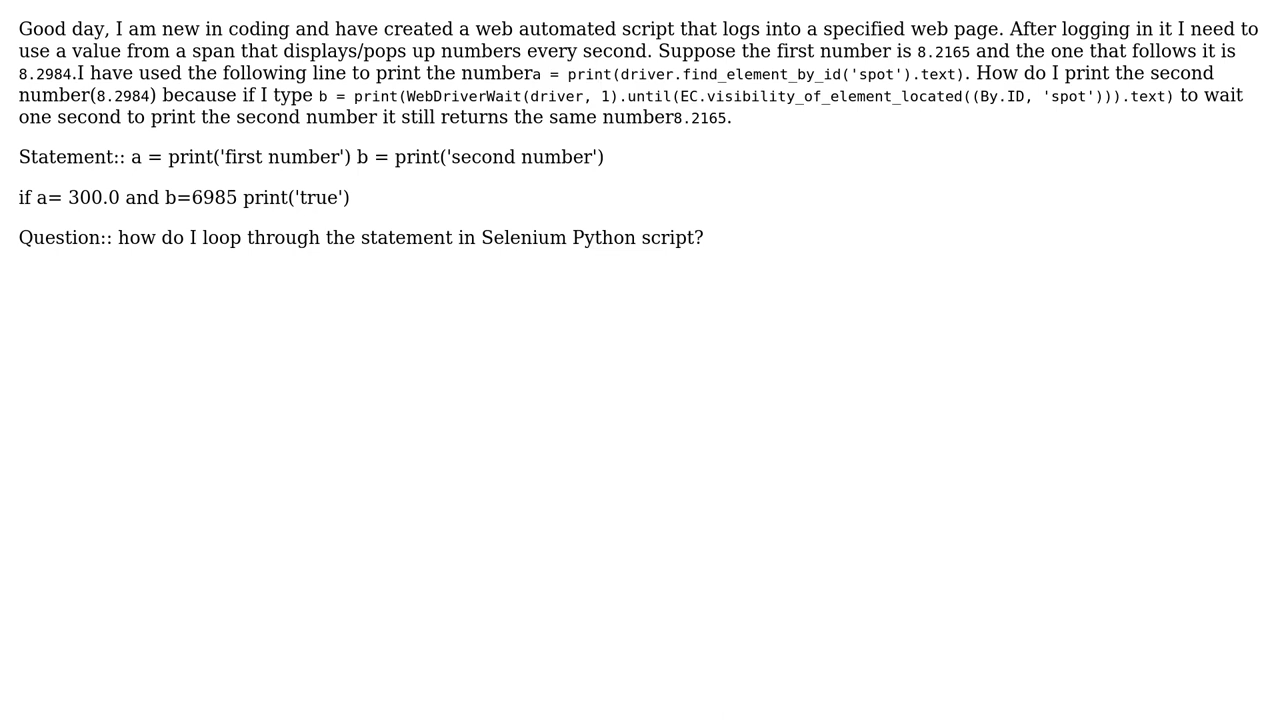 Good day, I am new in coding and have created a web automated script that logs into a specified web page. After logging in it I need to
use a value from a span that displays/pops up numbers every second. Suppose the first number is 8.2165 and the one that follows it is
8.2984.I have used the following line to print the numbera = print(driver.find_element_by_id('spot').text). How do I print the second
number(8.2984) because if I type b = print(WebDriverWait(driver, 1).until(EC.visibility_of_element_located((By.ID, 'spot'))).text) to wait
one second to print the second number it still returns the same number8.2165.
Statement:: a = print('first number') b = print('second number')
if a= 300.0 and b=6985 print('true')
Question:: how do I loop through the statement in Selenium Python script?